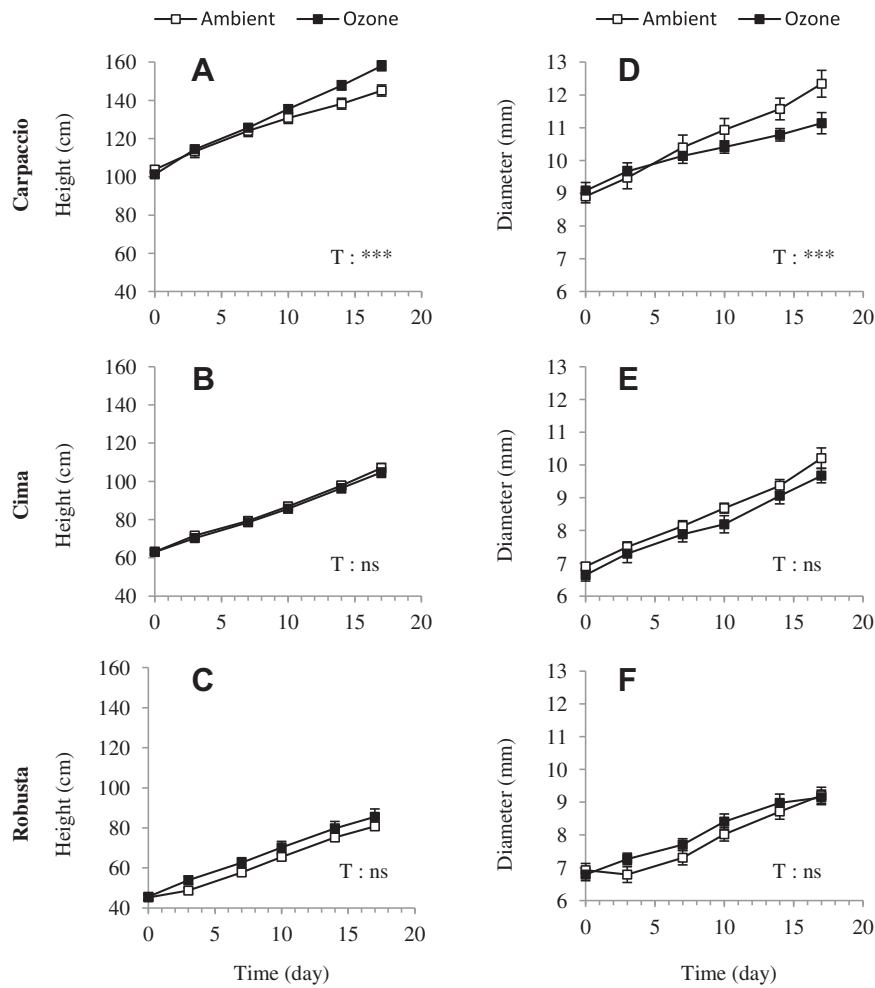 Ambient Ozone
Ambient Ozone
A
160
140
120
100
80
60
40
Height (cm)
Carpaccio
T : ***
0 5 10 15 20
D
13
12
11
10
9
8
7
6
Diameter (mm)
T : ***
0 5 10 15 20
B
160
140
120
100
80
60
40
Height (cm)
Cima
T : ns
0 5 10 15 20
E
13
12
11
10
9
8
7
6
Diameter (mm)
T : ns
0 5 10 15 20
C
160
140
120
100
80
60
40
Height (cm)
Robusta
T : ns
0 5 10 15 20
Time (day)
F
13
12
11
10
9
8
7
6
Diameter (mm)
T : ns
0 5 10 15 20
Time (day)